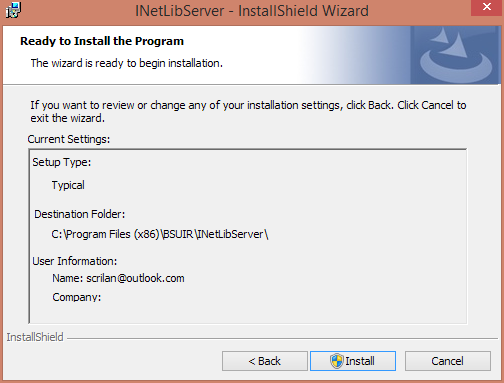 INetLibServer - InstallShield Wizard
Ready to Install the Program
The wizard is ready to begin installation.
If you want to review or change any of your installation settings, click Back. Click Cancel to
exit the wizard.
Current Settings:
Setup Type:
Typical
Destination Folder:
C:\Program Files (x86)\BSUIR\INetLibServer\
User Information:
Name: scrilan@outlook.com
Company:
InstallShield
< Back
Install
Cancel